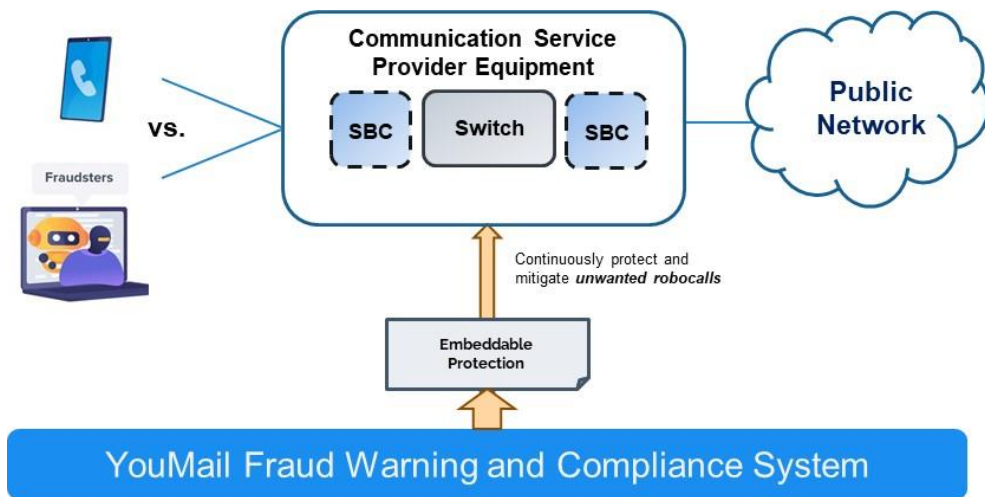 Communication Service
Provider Equipment
SBC
Switch
SBC
Public
Network
vs.
Fraudsters
Continuously protect and
mitigate unwanted robocalls
Embeddable
Protection
YouMail Fraud Warning and Compliance System